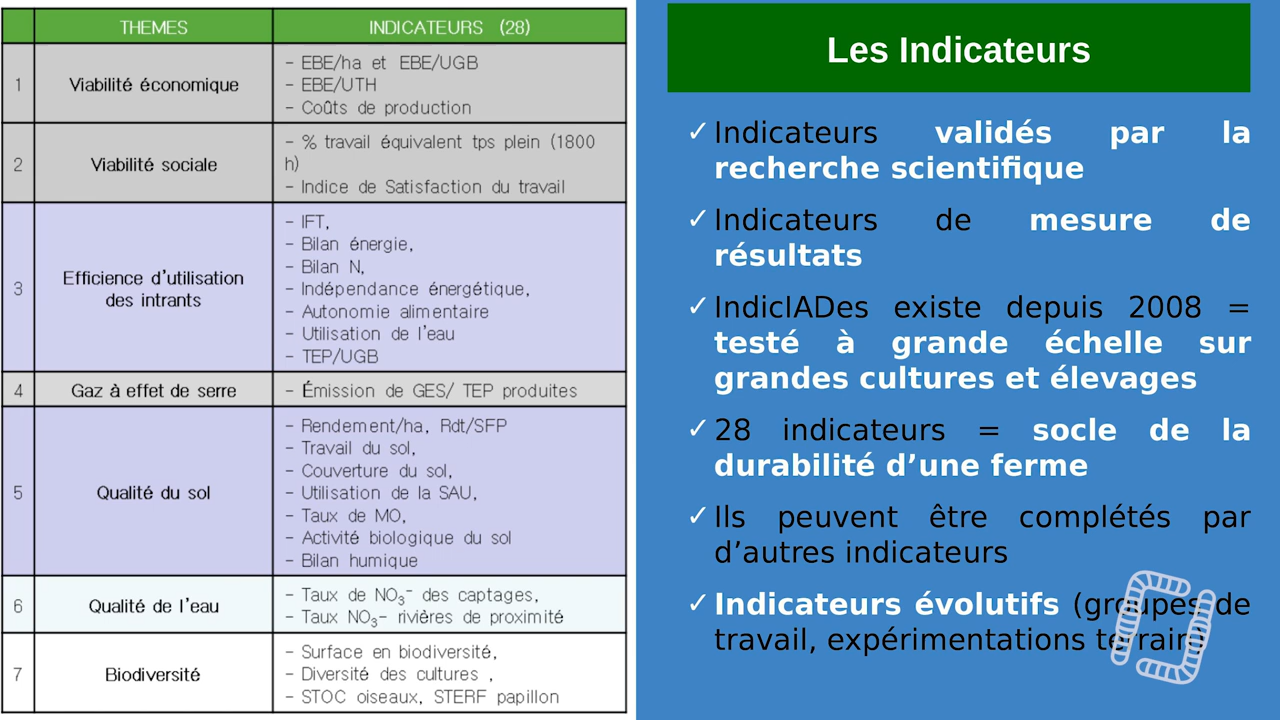 THEMES INDICATEURS (28)
1 Viabilité économique
- EBE/ha et EBE/UGB
- EBE/UTH
- Coûts de production
2 Viabilité sociale
- % travail équivalent tps plein (1800
h)
- Indice de Satisfaction du travail
3 Efficience d'utilisation
des intrants
- IFT,
- Bilan énergie,
- Bilan N,
- Indépendance énergétique,
- Autonomie alimentaire
- Utilisation de l'eau
- TEP/UGB
4 Gaz à effet de serre
- Émission de GES/ TEP produites
5 Qualité du sol
- Rendement/ha, Rdt/SFP
- Travail du sol,
- Couverture du sol,
- Utilisation de la SAU,
- Taux de MO,
- Activité biologique du sol
- Bilan humique
6 Qualité de l'eau
- Taux de NO₃⁻ des captages,
- Taux NO₃- rivières de proximité
7 Biodiversité
- Surface en biodiversité,
- Diversité des cultures ,
- STOC oiseaux, STERF papillon
Les Indicateurs
✓ Indicateurs validés par la
recherche scientifique
✓ Indicateurs de mesure de
résultats
✓ IndicIADes existe depuis 2008 =
testé à grande échelle sur
grandes cultures et élevages
✓ 28 indicateurs = socle de la
durabilité d’une ferme
✓ Ils peuvent être complétés par
d’autres indicateurs
✓ Indicateurs évolutifs (groupes de
travail, expérimentations terrain)